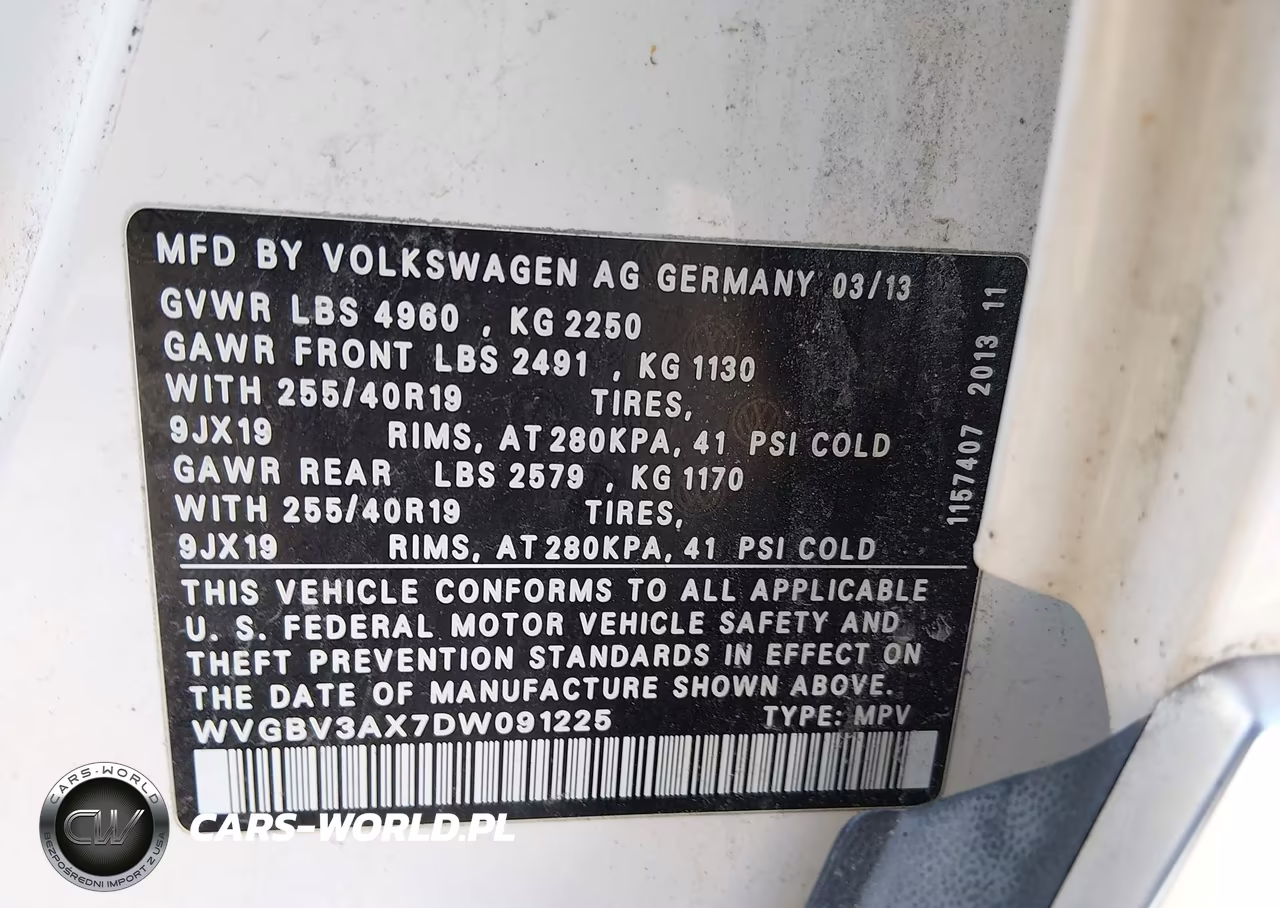 MFD BY VOLKSWAGEN AG GERMANY 03/13
GVWR LBS 4960 , KG 2250
GAWR FRONT LBS 2491 , KG 1130
WITH 255/40R19 TIRES,
9JX19 RIMS, AT 280KPA, 41 PSI COLD
GAWR REAR LBS 2579 , KG 1170
WITH 255/40R19 TIRES,
9JX19 RIMS, AT 280KPA, 41 PSI COLD
THIS VEHICLE CONFORMS TO ALL APPLICABLE
U. S. FEDERAL MOTOR VEHICLE SAFETY AND
THEFT PREVENTION STANDARDS IN EFFECT ON
THE DATE OF MANUFACTURE SHOWN ABOVE.
WVGBV3AX7DW091225 TYPE: MPV
1157407 2013 11
CARS-WORLD
CW
BEZPOŚREDNI IMPORT Z USA
CARS-WORLD.PL